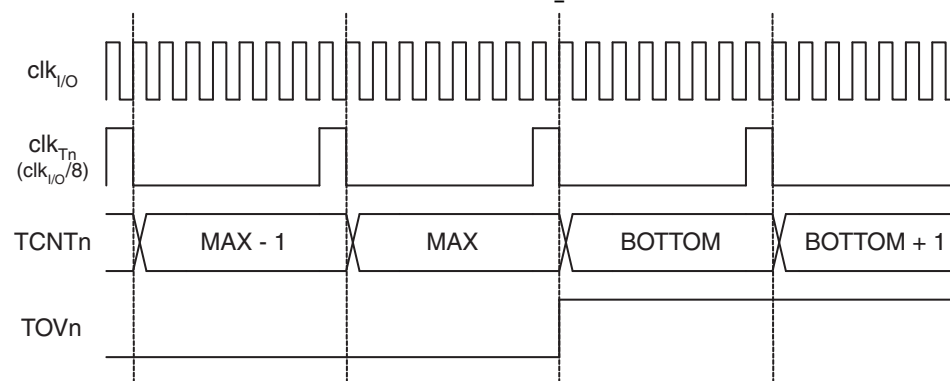 clkI/O
clkTn
(clkI/O/8)
TCNTn MAX - 1 MAX BOTTOM BOTTOM + 1
TOVn